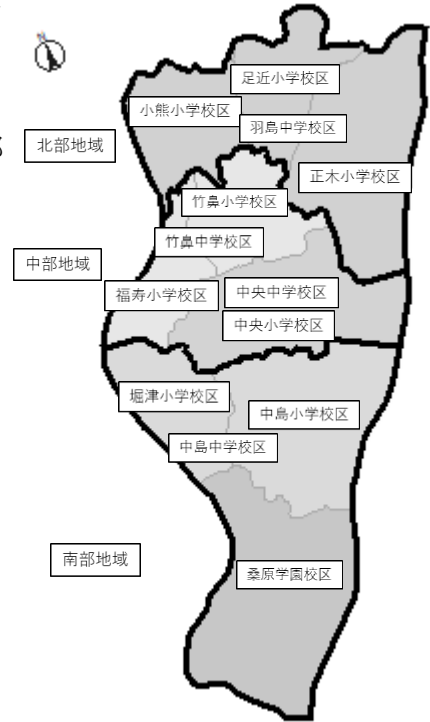 足近小学校区
小熊小学校区
羽島中学校区
北部地域
正木小学校区
竹鼻小学校区
竹鼻中学校区
中部地域
福寿小学校区
中央中学校区
中央小学校区
堀津小学校区
中島小学校区
中島中学校区
南部地域
桑原学園校区